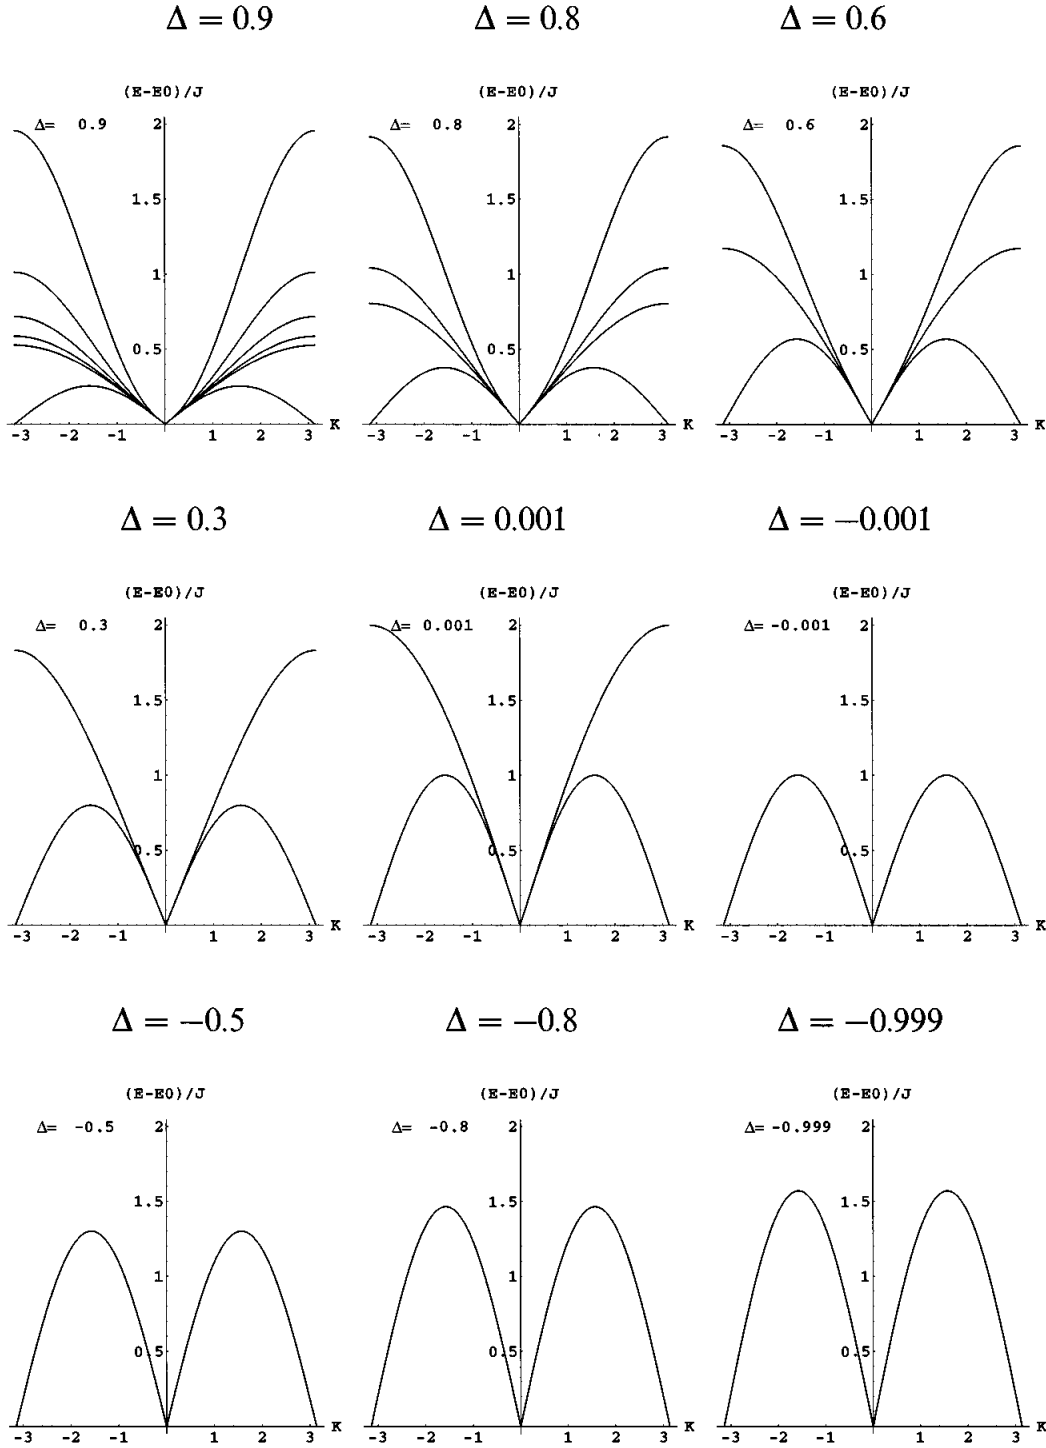 Δ = 0.9 Δ = 0.8 Δ = 0.6
(E-E0)/J (E-E0)/J (E-E0)/J
Δ= 0.9 2 Δ= 0.8 2 Δ= 0.6 2
1.5 1.5 1.5
1 1 1
0.5 0.5 0.5
-3 -2 -1 1 2 3 K -3 -2 -1 1 2 3 K -3 -2 -1 1 2 3 K
Δ = 0.3 Δ = 0.001 Δ = −0.001
(E-E0)/J (E-E0)/J (E-E0)/J
Δ= 0.3 2 Δ= 0.001 2 Δ= -0.001 2
1.5 1.5 1.5
1 1 1
0.5 0.5 0.5
-3 -2 -1 1 2 3 K -3 -2 -1 1 2 3 K -3 -2 -1 1 2 3 K
Δ = −0.5 Δ = −0.8 Δ = −0.999
(E-E0)/J (E-E0)/J (E-E0)/J
Δ= -0.5 2 Δ= -0.8 2 Δ= -0.999 2
1.5 1.5 1.5
1 1 1
0.5 0.5 0.5
-3 -2 -1 1 2 3 K -3 -2 -1 1 2 3 K -3 -2 -1 1 2 3 K